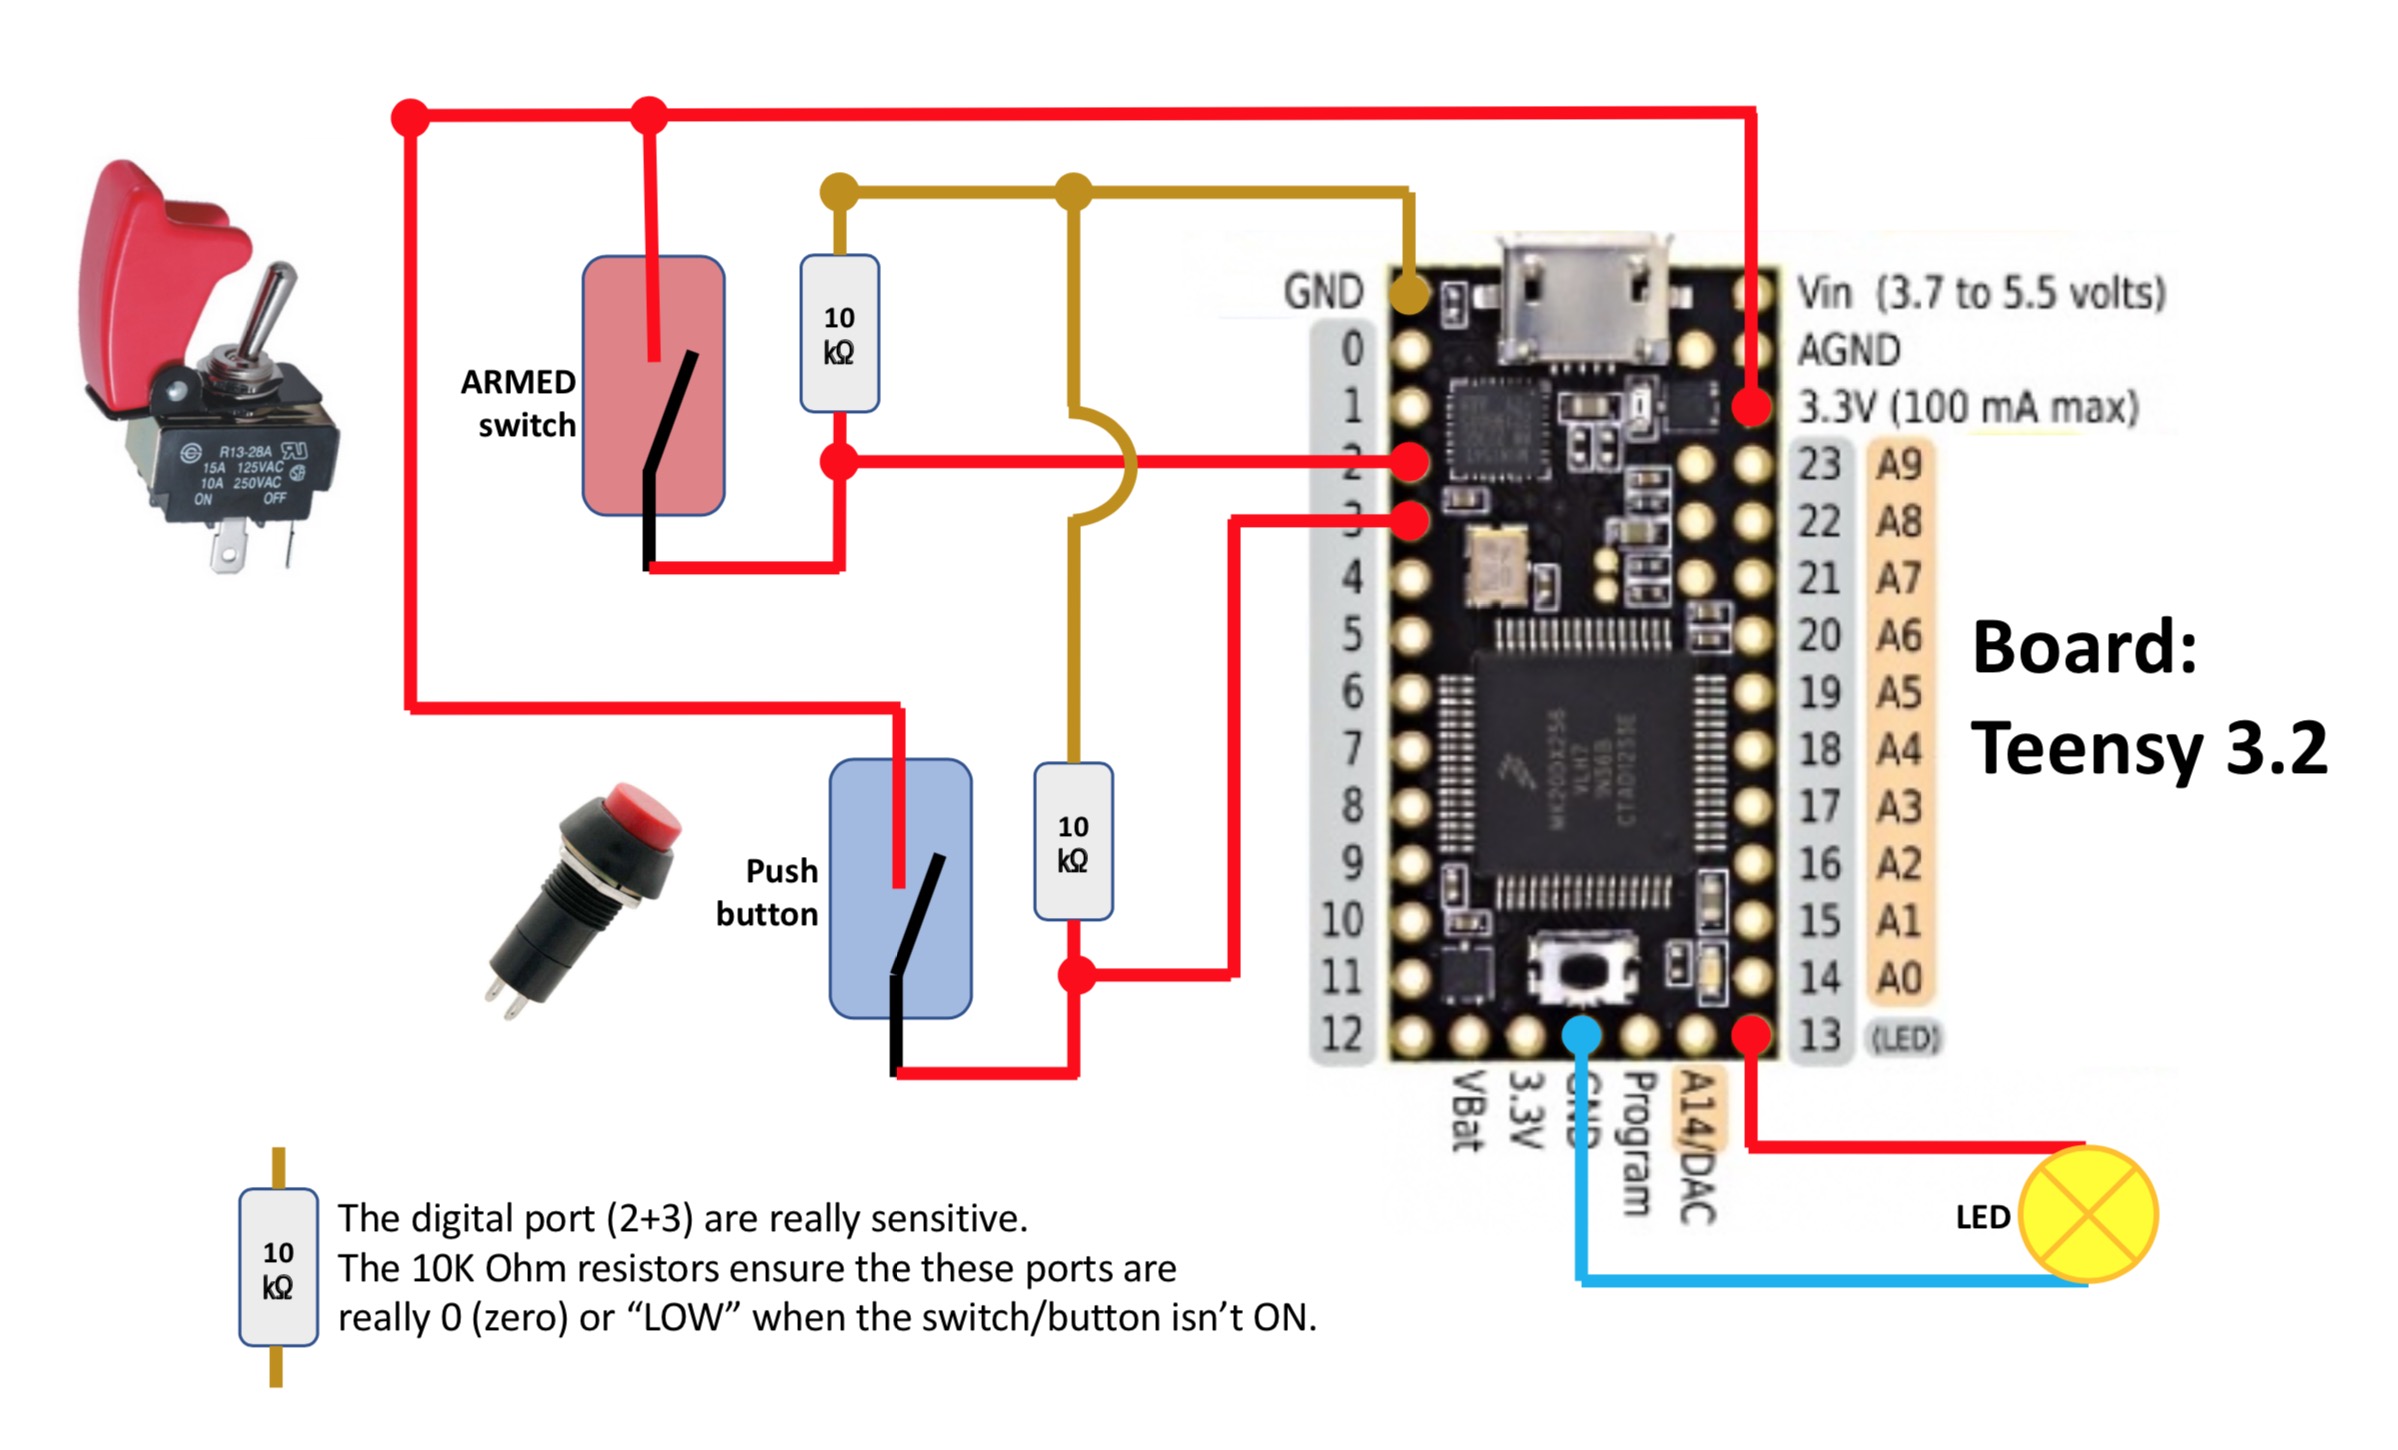 GND
Vin (3.7 to 5.5 volts)
0
AGND
1
3.3V (100 mA max)
2
23 A9
3
22 A8
4
21 A7
5
20 A6
6
19 A5
7
18 A4
8
17 A3
9
16 A2
10
15 A1
11
14 A0
12
13 (LED)
VBat
3.3V
GND
Program
A14/DAC
10
kΩ
ARMED
switch
R13-28A
15A 125VAC
10A 250VAC
ON OFF
Board:
Teensy 3.2
MK20DX256
VLH7
10
kΩ
Push
button
LED
10
kΩ
The digital port (2+3) are really sensitive.
The 10K Ohm resistors ensure the these ports are
really 0 (zero) or “LOW” when the switch/button isn’t ON.